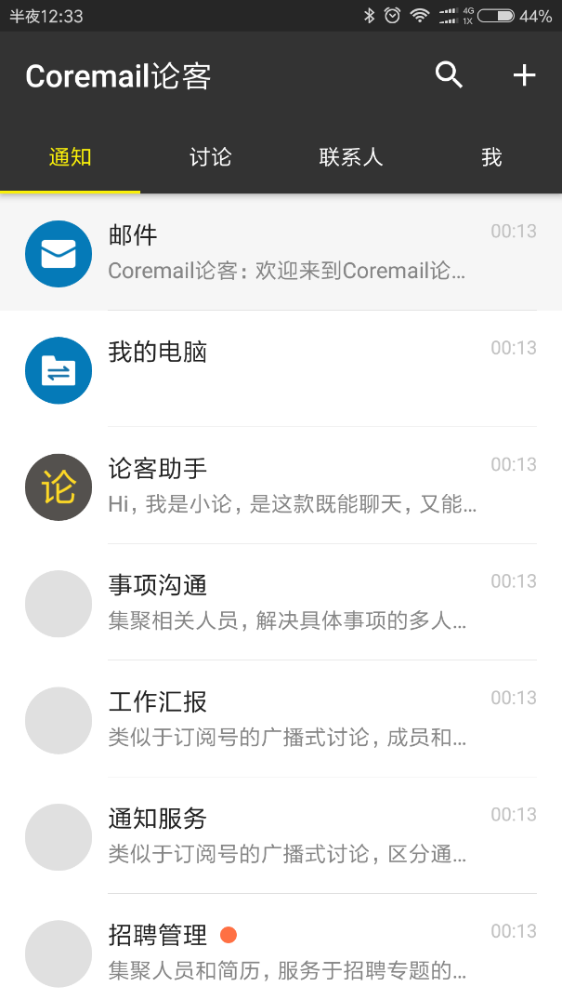 半夜12:33
4G
1X
44%
Coremail论客
通知 讨论 联系人 我
邮件 00:13
Coremail论客：欢迎来到Coremail论...
我的电脑 00:13
论
论客助手 00:13
Hi，我是小论，是这款既能聊天，又能...
事项沟通 00:13
集聚相关人员，解决具体事项的多人...
工作汇报 00:13
类似于订阅号的广播式讨论，成员和...
通知服务 00:13
类似于订阅号的广播式讨论，区分通...
招聘管理 00:13
集聚人员和简历，服务于招聘专题的...